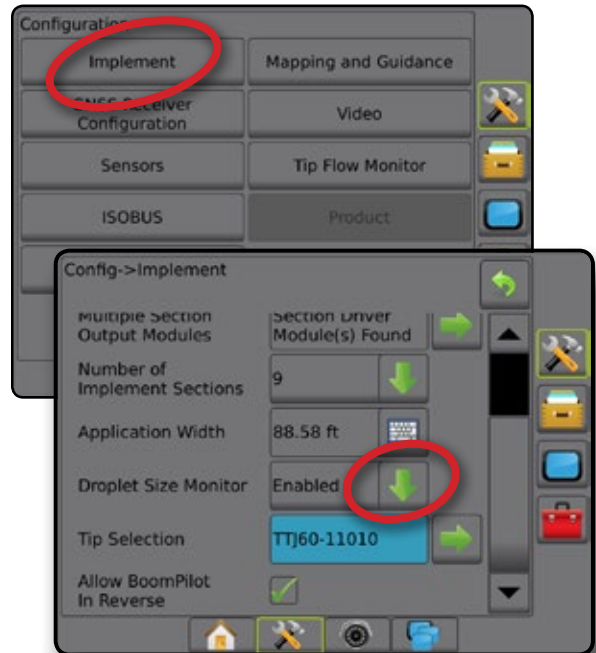 Configuration
Implement
Mapping and Guidance
GNSS Receiver
Configuration
Video
Sensors
Tip Flow Monitor
ISOBUS
Product
Config->Implement
Multiple Section
Output Modules
Section Driver
Module(s) Found
Number of
Implement Sections
9
Application Width
88.58 ft
Droplet Size Monitor
Enabled
Tip Selection
TTJ60-11010
Allow BoomPilot
In Reverse